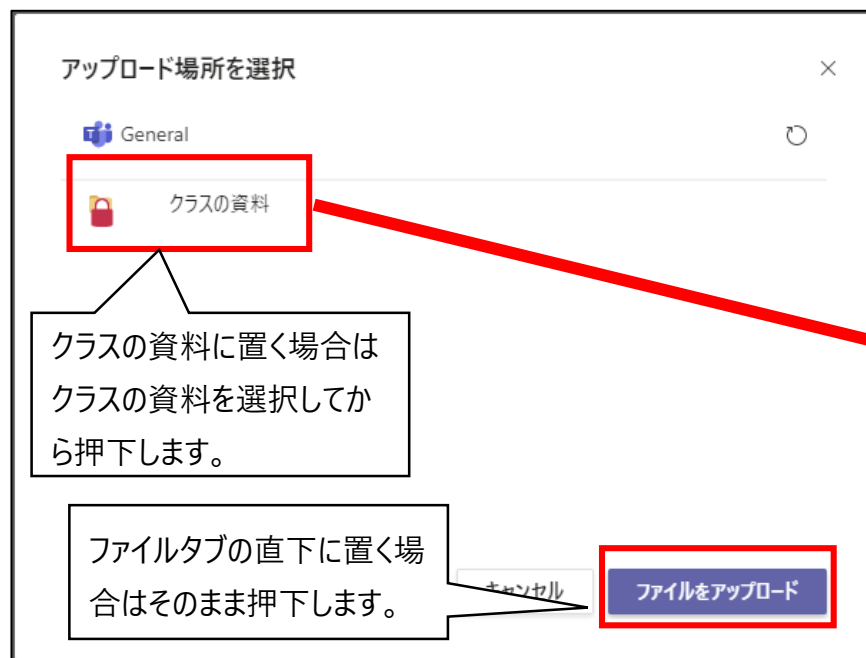 アップロード場所を選択
General
クラスの資料
クラスの資料に置く場合は
クラスの資料を選択してか
ら押下します。
ファイルタブの直下に置く場
合はそのまま押下します。
キャンセル
ファイルをアップロード